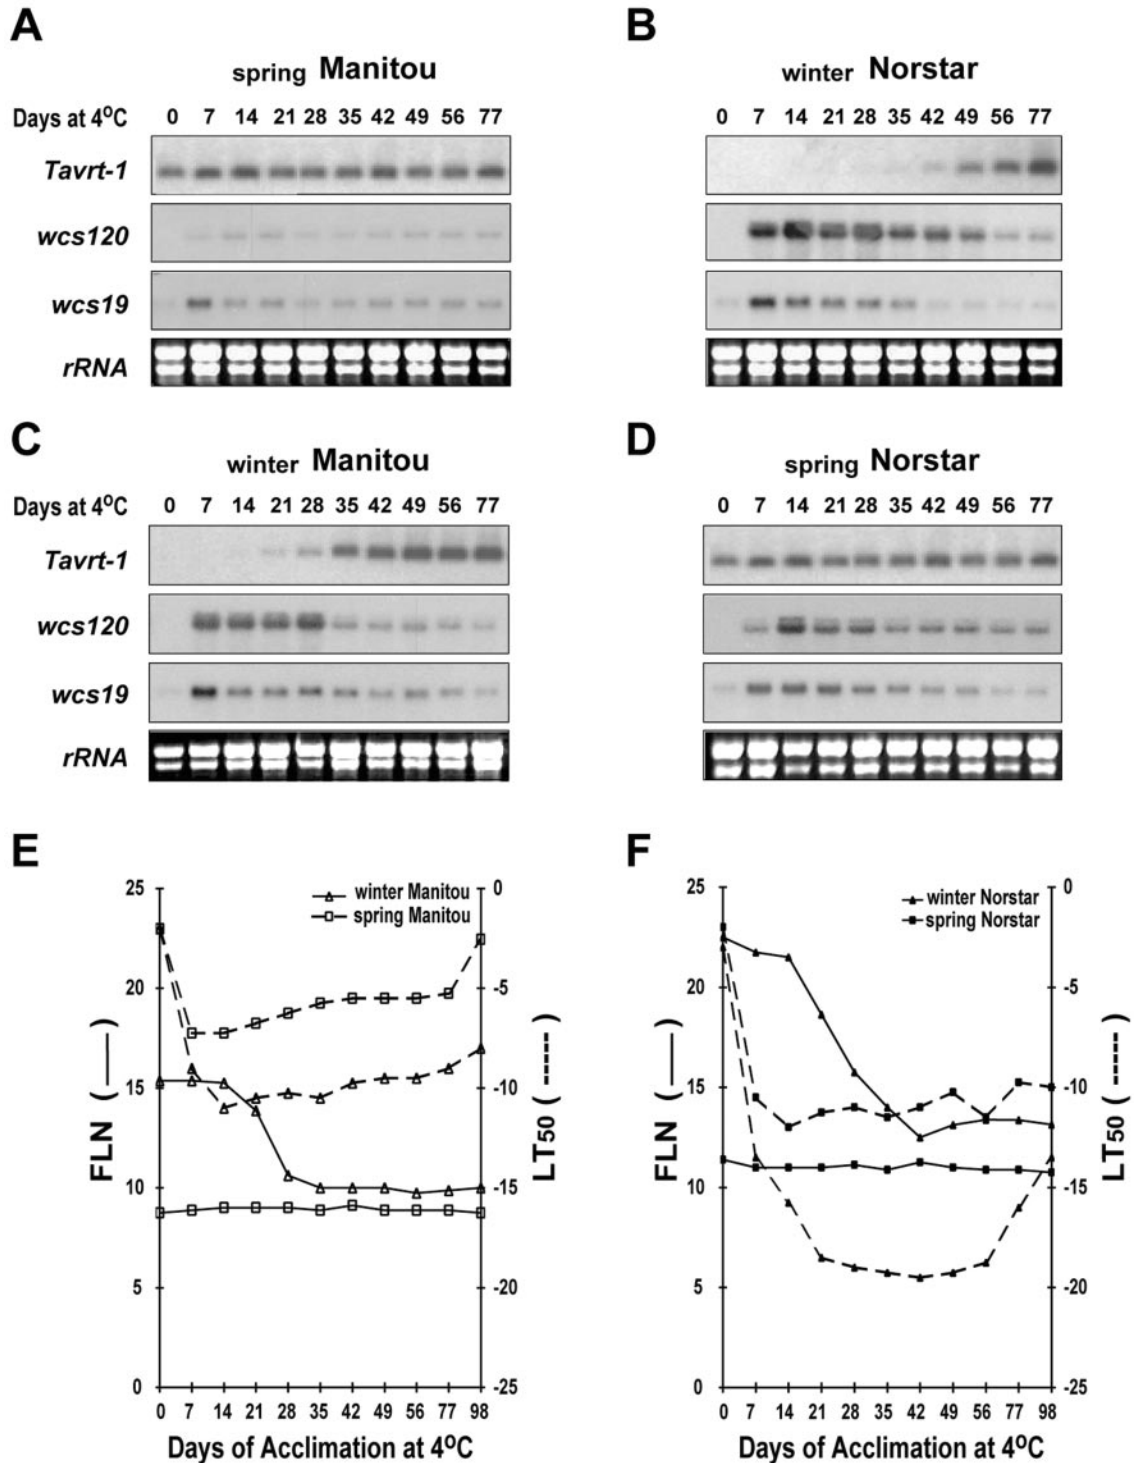 A
spring Manitou
Days at 4ºC 0 7 14 21 28 35 42 49 56 77
Tavrt-1
wcs120
wcs19
rRNA
B
winter Norstar
0 7 14 21 28 35 42 49 56 77
C
winter Manitou
Days at 4ºC 0 7 14 21 28 35 42 49 56 77
Tavrt-1
wcs120
wcs19
rRNA
D
spring Norstar
0 7 14 21 28 35 42 49 56 77
E
winter Manitou
spring Manitou
25
20
15
10
5
0
FLN (——)
0
-5
-10
-15
-20
-25
LT50 (-----)
0 7 14 21 28 35 42 49 56 77 98
Days of Acclimation at 4ºC
F
winter Norstar
spring Norstar
25
20
15
10
5
0
FLN (——)
0
-5
-10
-15
-20
-25
LT50 (-----)
0 7 14 21 28 35 42 49 56 77 98
Days of Acclimation at 4ºC